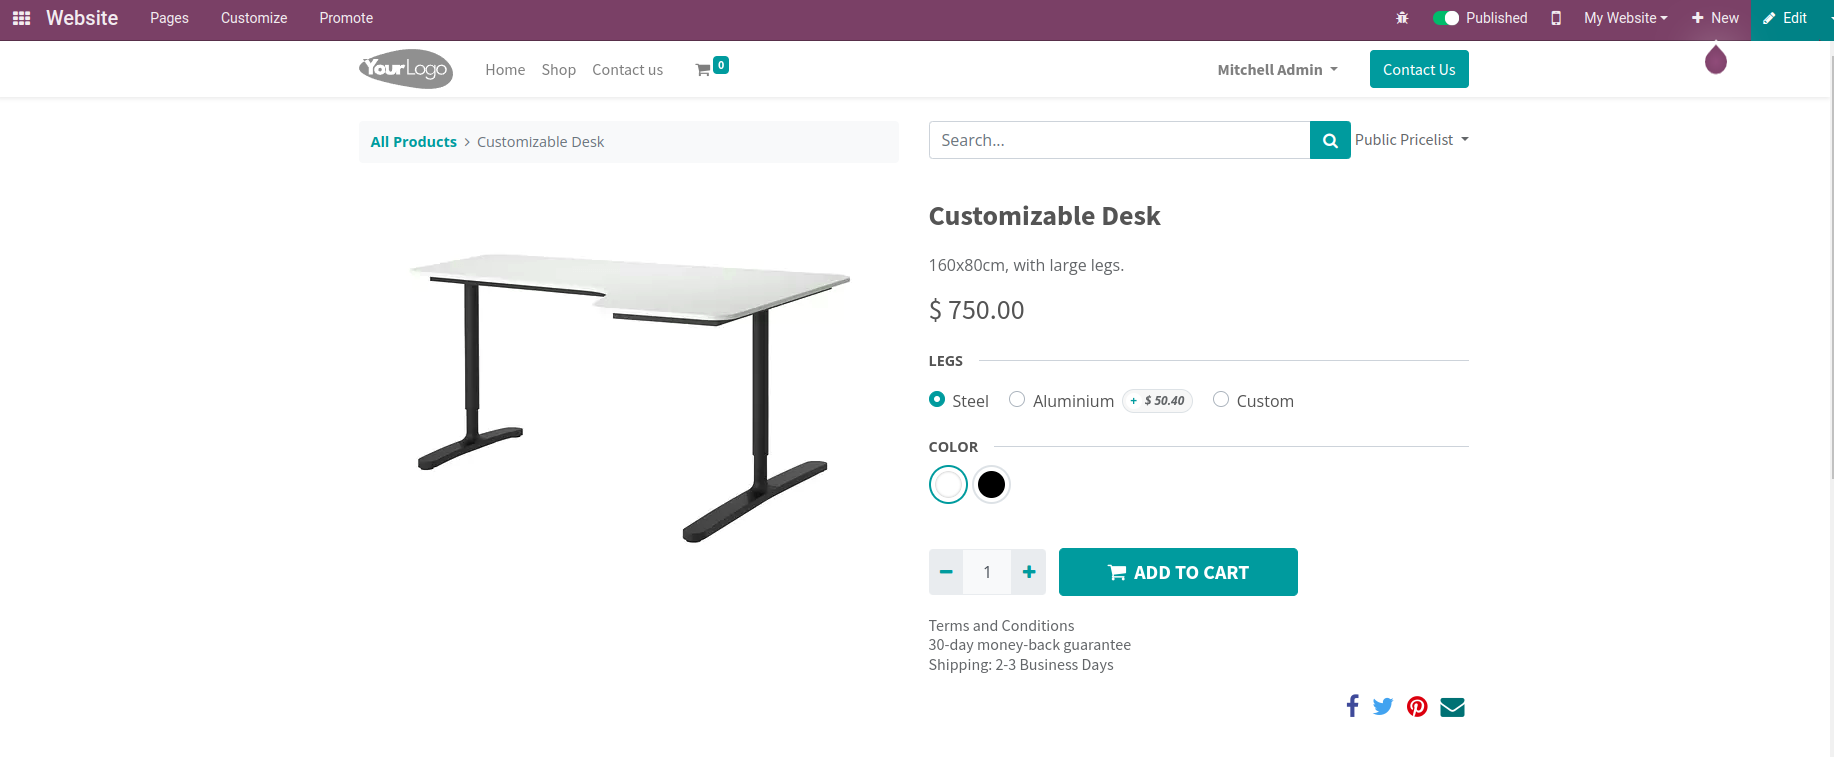 Website Pages Customize Promote Published My Website New Edit
YourLogo Home Shop Contact us 0 Mitchell Admin Contact Us
All Products > Customizable Desk Search... Public Pricelist
Customizable Desk
160x80cm, with large legs.
$ 750.00
LEGS
Steel Aluminium + $ 50.40 Custom
COLOR
1 ADD TO CART
Terms and Conditions
30-day money-back guarantee
Shipping: 2-3 Business Days